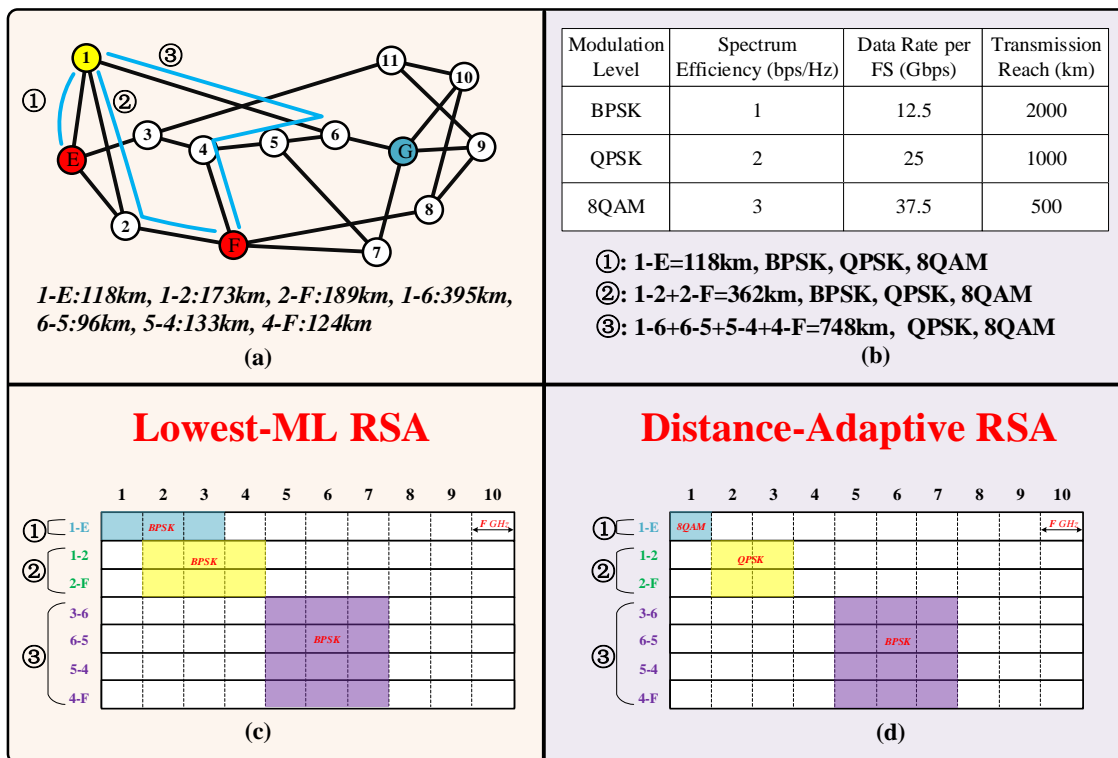 ③
1
11
10
①
②
3
6
5
4
G
9
E
8
2
F
7
1-E:118km, 1-2:173km, 2-F:189km, 1-6:395km,
6-5:96km, 5-4:133km, 4-F:124km
(a)
Modulation Level Spectrum Efficiency (bps/Hz) Data Rate per FS (Gbps) Transmission Reach (km)
BPSK 1 12.5 2000
QPSK 2 25 1000
8QAM 3 37.5 500
①: 1-E=118km, BPSK, QPSK, 8QAM
②: 1-2+2-F=362km, BPSK, QPSK, 8QAM
③: 1-6+6-5+5-4+4-F=748km, QPSK, 8QAM
(b)
Lowest-ML RSA
1 2 3 4 5 6 7 8 9 10
① 1-E BPSK F GHz
② 1-2 BPSK
2-F
3-6
③ 6-5 BPSK
5-4
4-F
(c)
Distance-Adaptive RSA
1 2 3 4 5 6 7 8 9 10
① 1-E 8QAM F GHz
② 1-2 QPSK
2-F
3-6
③ 6-5 BPSK
5-4
4-F
(d)